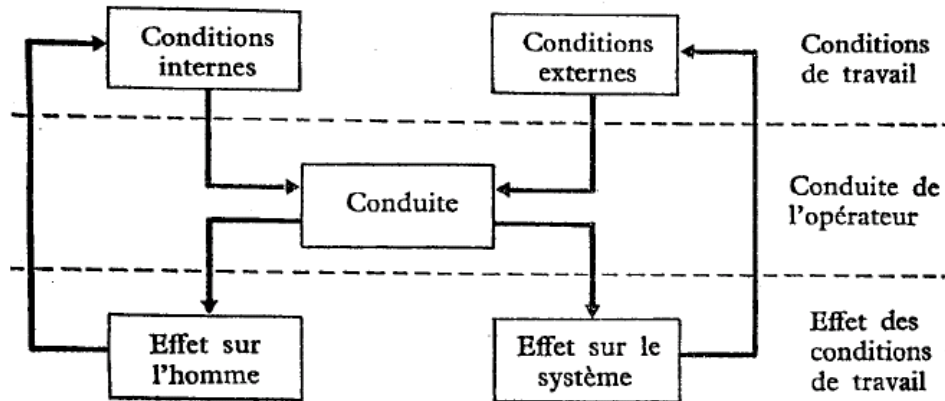 Conditions
internes
Conditions
externes
Conditions
de travail
Conduite
Conduite de
l'opérateur
Effet sur
l'homme
Effet sur le
système
Effet des
conditions
de travail